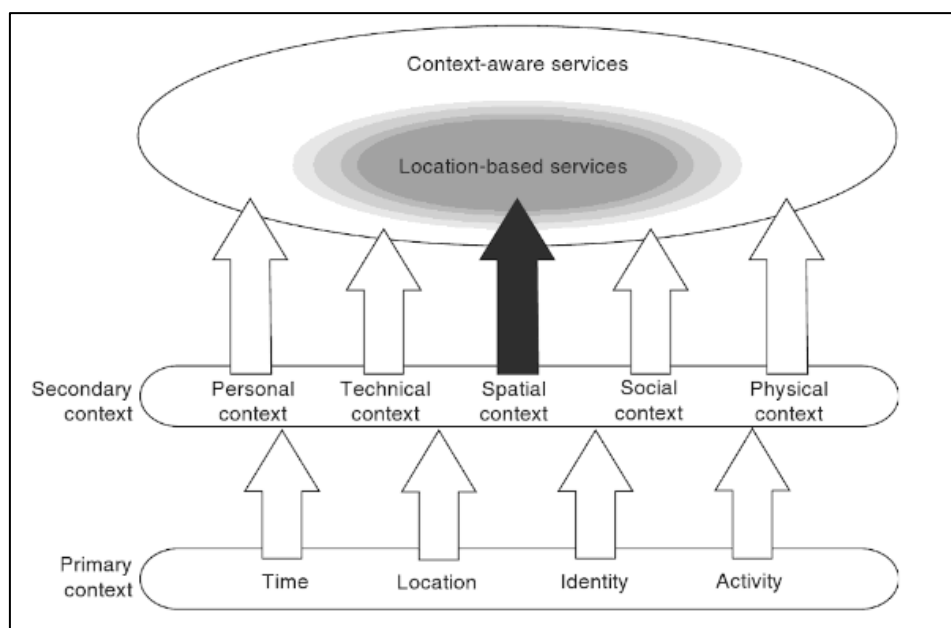 Context-aware services
Location-based services
Secondary
context
Personal
context
Technical
context
Spatial
context
Social
context
Physical
context
Primary
context
Time
Location
Identity
Activity